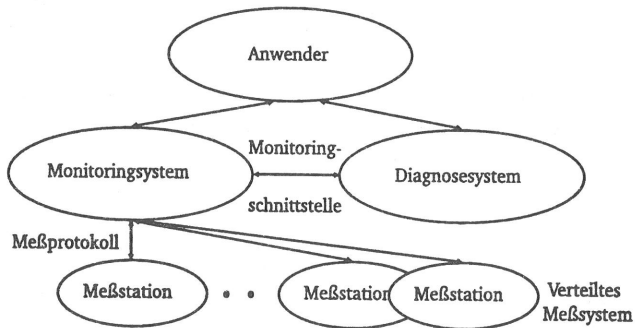 Anwender
Monitoring-
Monitoringsystem
Diagnosesystem
schnittstelle
Meßprotokoll
Meßstation
Meßstation
Meßstation
Verteiltes
Meßsystem